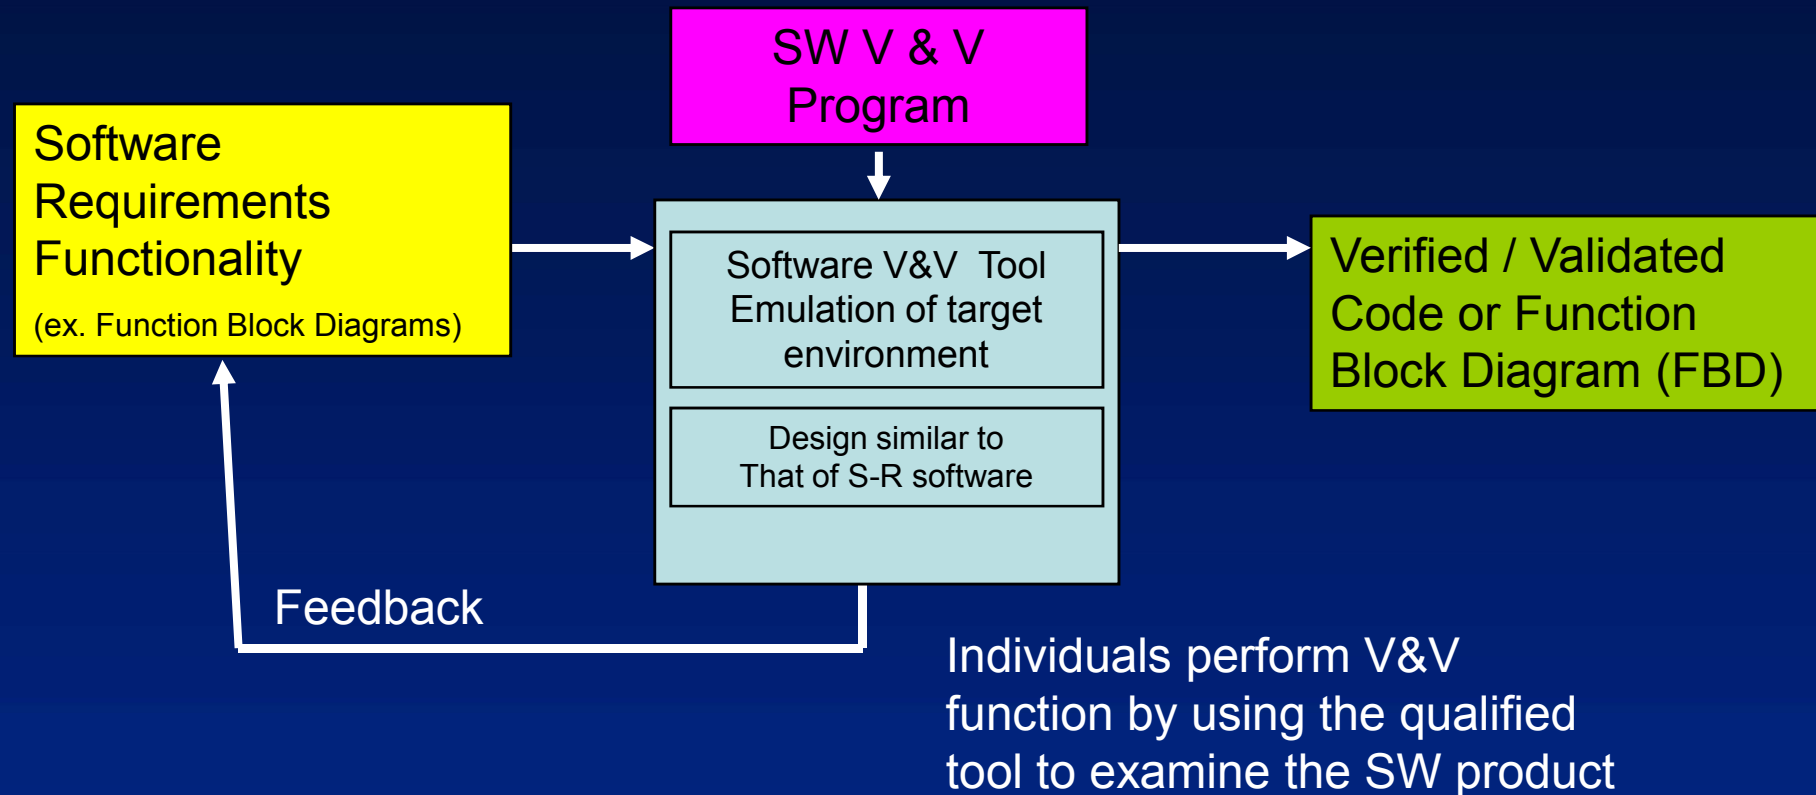 SW V & V
Program
Software
Requirements
Functionality
(ex. Function Block Diagrams)
Software V&V Tool
Emulation of target
environment
Design similar to
That of S-R software
Verified / Validated
Code or Function
Block Diagram (FBD)
Feedback
Individuals perform V&V
function by using the qualified
tool to examine the SW product